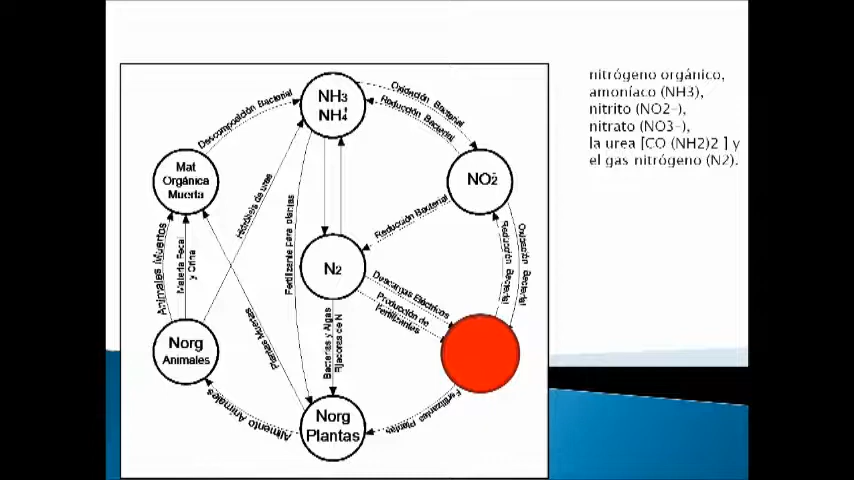 nitrógeno orgánico,
amoníaco (NH3),
nitrito (NO2-),
nitrato (NO3-),
la urea [CO (NH2)2 ] y
el gas nitrógeno (N2).
NH3
NH4+
Oxidación Bacterial
Reducción Bacterial
Descomposición Bacterial
Mat
Orgánica
Muerta
NO2-
Hidrólisis de urea
Fertilizante para plantas
Reducción Bacterial
N2
Animales Muertos
Materia Fecal
y Orina
Reducción Bacterial
Oxidación Bacterial
Descargas Eléctricas
Producción de
Fertilizantes
Bacterias y Algas
Fijadoras de N
Plantas Muertas
Norg
Animales
Alimento Animales
Norg
Plantas
Fertilizantes Plantas